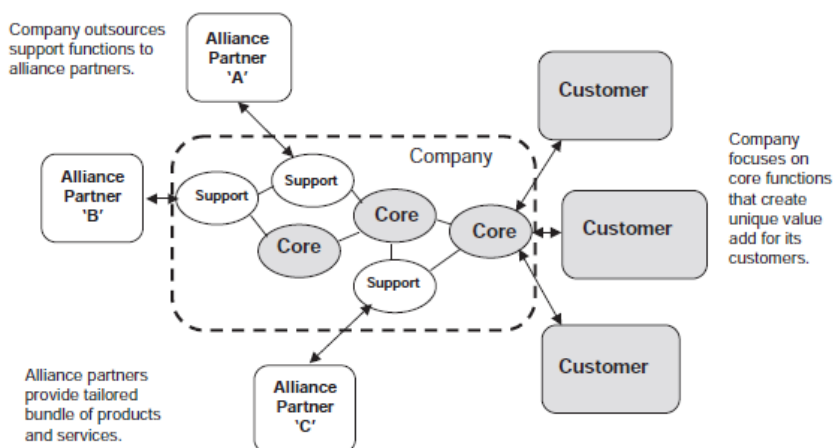 Company outsources
support functions to
alliance partners.
Alliance
Partner
‘A’
Customer
Company
Alliance
Partner
‘B’
Support
Support
Core
Core
Core
Support
Customer
Company
focuses on
core functions
that create
unique value
add for its
customers.
Customer
Alliance partners
provide tailored
bundle of products
and services.
Alliance
Partner
‘C’